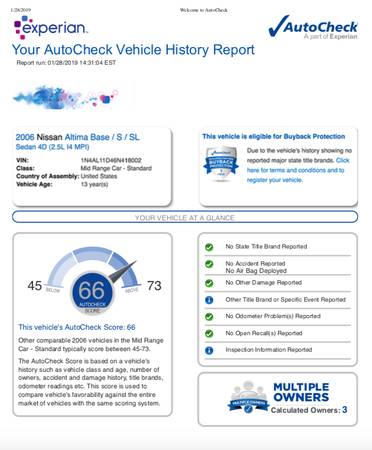 1/28/2019 Welcome to AutoCheck
experian.
AutoCheck
A part of Experian
Your AutoCheck Vehicle History Report
Report run: 01/28/2019 14:31:04 EST
2006 Nissan Altima Base / S / SL
Sedan 4D (2.5L I4 MPI)
VIN: 1N4AL11D46N418002
Class: Mid Range Car - Standard
Country of Assembly: United States
Vehicle Age: 13 year(s)
This vehicle is eligible for Buyback Protection
Due to the vehicle's history showing no
reported major state title brands. Click
here for terms and conditions and to
register your vehicle.
BUYBACK
PROTECTION
YOUR VEHICLE AT A GLANCE
45 BELOW 66 ABOVE 73
AUTOCHECK
SCORE
This vehicle's AutoCheck Score: 66
Other comparable 2006 vehicles in the Mid Range
Car - Standard typically score between 45-73.
The AutoCheck Score is based on a vehicle's
history such as vehicle class and age, number of
owners, accident and damage history, title brands,
odometer readings etc. This score is used to
compare vehicle's favorability against the entire
market of vehicles with the same scoring system.
No State Title Brand Reported
No Accident Reported
No Air Bag Deployed
No Other Damage Reported
Other Title Brand or Specific Event Reported
No Odometer Problem(s) Reported
No Open Recall(s) Reported
Inspection Information Reported
MULTIPLE OWNERS
MULTIPLE
OWNERS
Calculated Owners: 3